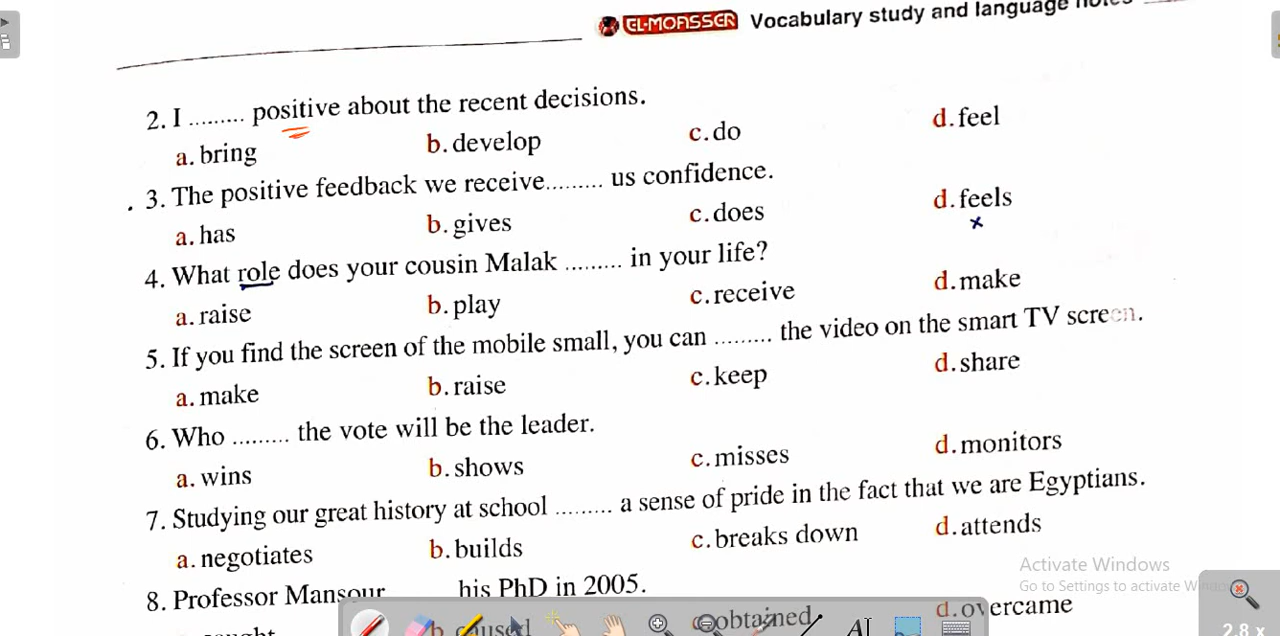 EL-MOASSER Vocabulary study and language
2. I ......... positive about the recent decisions.
a. bring b. develop c. do d. feel
. 3. The positive feedback we receive......... us confidence.
a. has b. gives c. does d. feels
4. What role does your cousin Malak ......... in your life?
a. raise b. play c. receive d. make
5. If you find the screen of the mobile small, you can ......... the video on the smart TV screen.
a. make b. raise c. keep d. share
6. Who ......... the vote will be the leader.
a. wins b. shows c. misses d. monitors
7. Studying our great history at school ......... a sense of pride in the fact that we are Egyptians.
a. negotiates b. builds c. breaks down d. attends
8. Professor Mansour his PhD in 2005.
obtained d. overcame
Activate Windows
Go to Settings to activate
AI
2.8 x